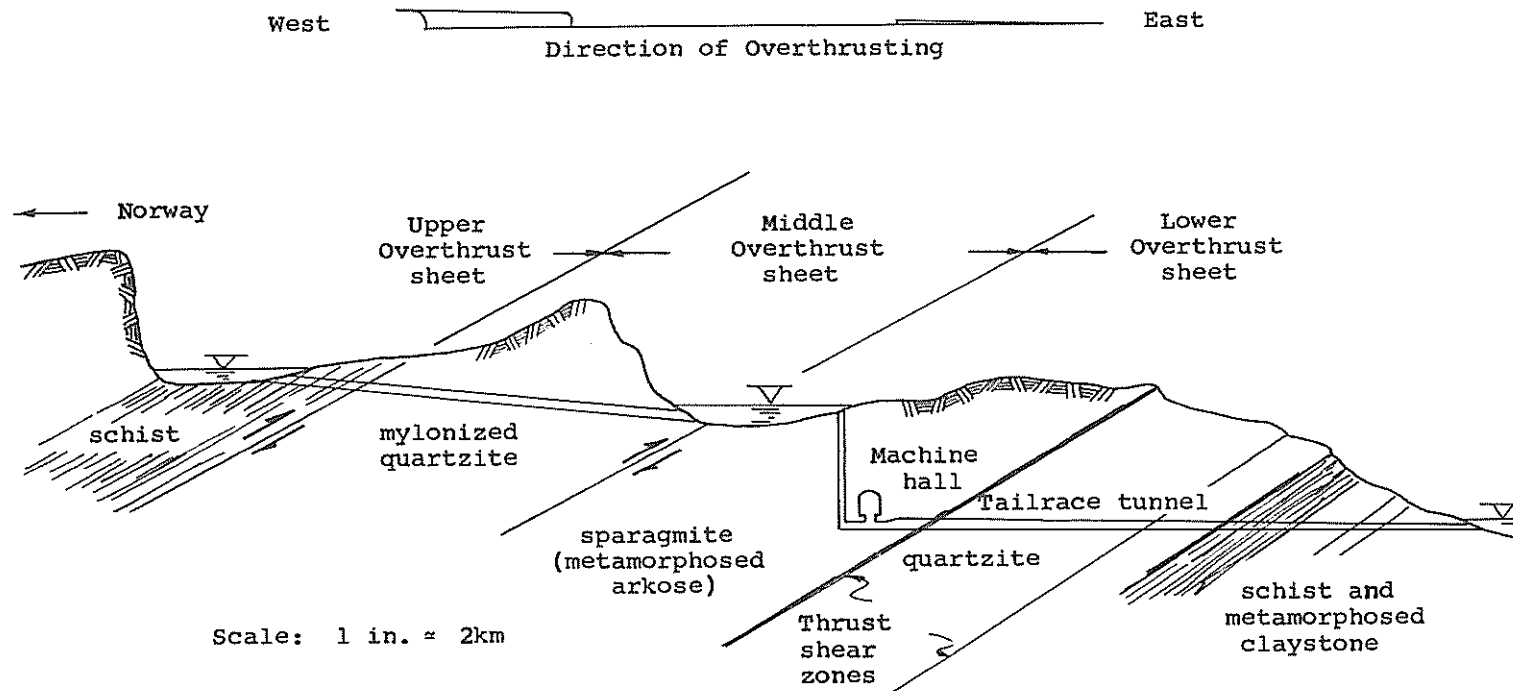 West
East
Direction of Overthrusting
Norway
Upper
Overthrust
sheet
Middle
Overthrust
sheet
Lower
Overthrust
sheet
schist
mylonized
quartzite
Machine
hall
Tailrace tunnel
sparagmite
(metamorphosed
arkose)
quartzite
schist and
metamorphosed
claystone
Thrust
shear
zones
Scale: 1 in. ≃ 2km